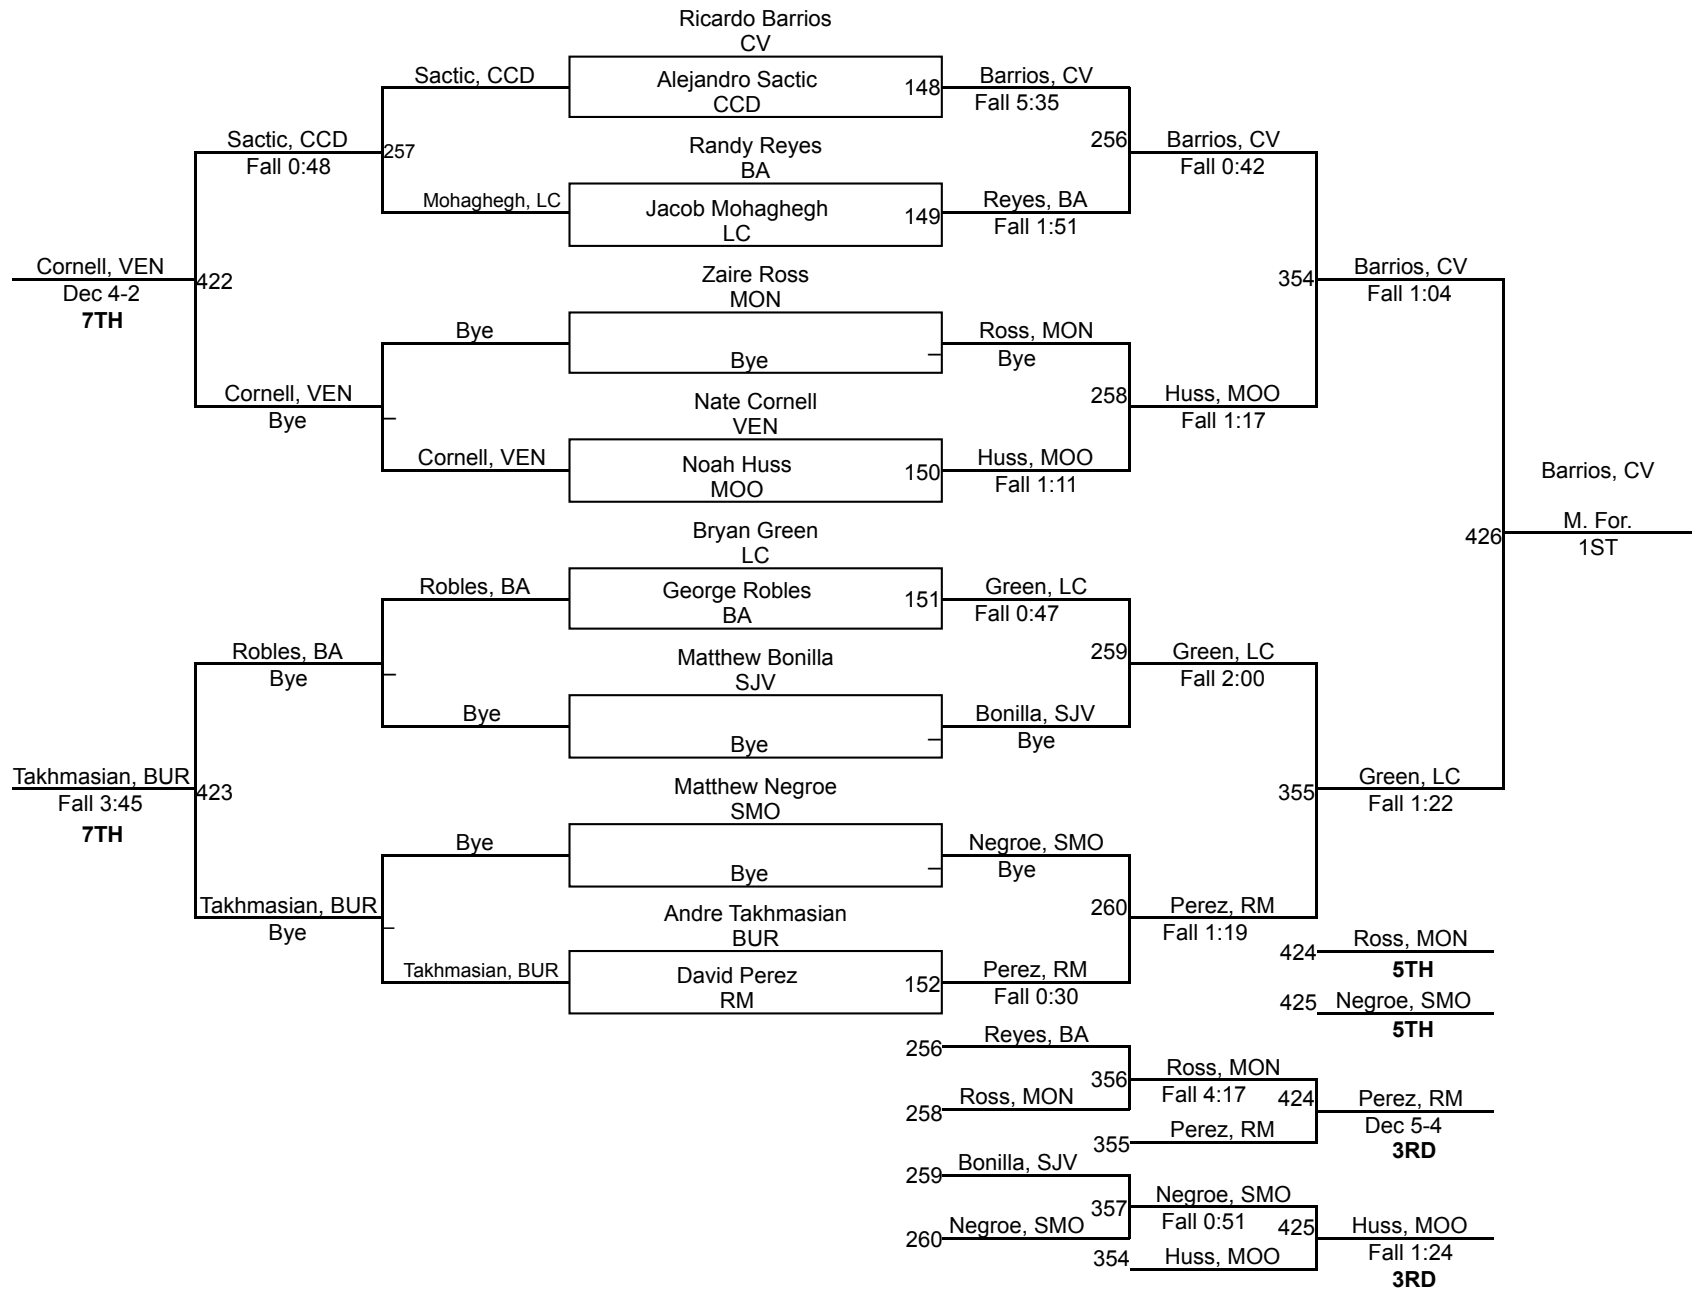 Ricardo Barrios
CV
Sactic, CCD
Alejandro Sactic
CCD
148
Barrios, CV
Fall 5:35
Sactic, CCD
Fall 0:48
257
Randy Reyes
BA
256
Barrios, CV
Fall 0:42
Mohaghegh, LC
Jacob Mohaghegh
LC
149
Reyes, BA
Fall 1:51
Cornell, VEN
Dec 4-2
7TH
422
Zaire Ross
MON
354
Barrios, CV
Fall 1:04
Bye
Bye
Ross, MON
Bye
Cornell, VEN
Bye
Nate Cornell
VEN
258
Huss, MOO
Fall 1:17
Cornell, VEN
Noah Huss
MOO
150
Huss, MOO
Fall 1:11
Barrios, CV
426
M. For.
1ST
Bryan Green
LC
Robles, BA
George Robles
BA
151
Green, LC
Fall 0:47
Robles, BA
Bye
Matthew Bonilla
SJV
259
Green, LC
Fall 2:00
Bye
Bye
Bonilla, SJV
Bye
Takhmasian, BUR
Fall 3:45
7TH
423
Matthew Negroe
SMO
355
Green, LC
Fall 1:22
Bye
Bye
Negroe, SMO
Bye
Takhmasian, BUR
Bye
Andre Takhmasian
BUR
260
Perez, RM
Fall 1:19
Takhmasian, BUR
David Perez
RM
152
Perez, RM
Fall 0:30
424
Ross, MON
5TH
425
Negroe, SMO
5TH
256
Reyes, BA
356
Ross, MON
Fall 4:17
258
Ross, MON
424
Perez, RM
Dec 5-4
3RD
355
Perez, RM
259
Bonilla, SJV
357
Negroe, SMO
Fall 0:51
260
Negroe, SMO
425
Huss, MOO
Fall 1:24
3RD
354
Huss, MOO